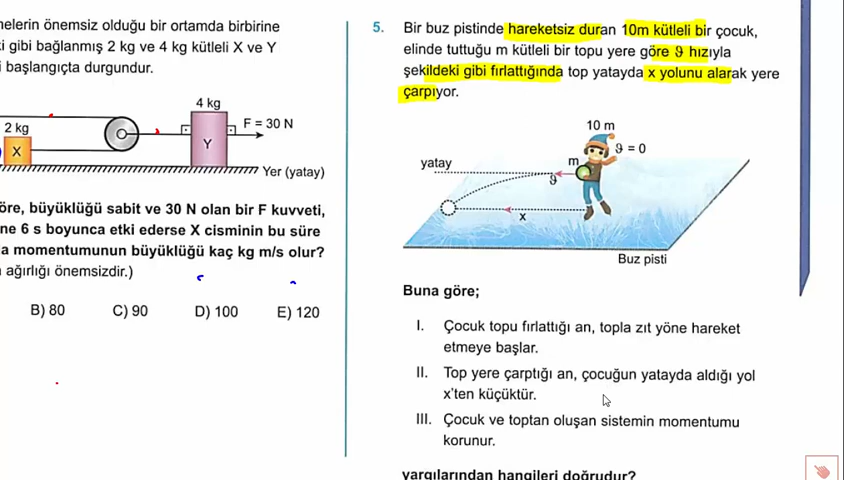 nelerin önemsiz olduğu bir ortamda birbirine
gibi bağlanmış 2 kg ve 4 kg kütleli X ve Y
başlangıçta durgundur.
4 kg
2 kg
F = 30 N
X
Y
Yer (yatay)
öre, büyüklüğü sabit ve 30 N olan bir F kuvveti,
ne 6 s boyunca etki ederse X cisminin bu süre
a momentumunun büyüklüğü kaç kg m/s olur?
ağırlığı önemsizdir.)
B) 80 C) 90 D) 100 E) 120
5. Bir buz pistinde hareketsiz duran 10m kütleli bir çocuk,
elinde tuttuğu m kütleli bir topu yere göre ϑ hızıyla
şekildeki gibi fırlattığında top yatayda x yolunu alarak yere
çarpıyor.
10 m
ϑ = 0
yatay
m
ϑ
x
Buz pisti
Buna göre;
I. Çocuk topu fırlattığı an, topla zıt yöne hareket
etmeye başlar.
II. Top yere çarptığı an, çocuğun yatayda aldığı yol
x'ten küçüktür.
III. Çocuk ve toptan oluşan sistemin momentumu
korunur.
yargılarından hangileri doğrudur?